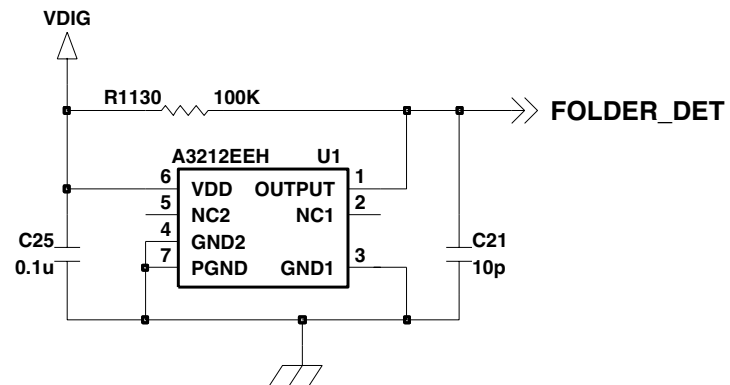 VDIG
R1130 100K
FOLDER_DET
A3212EEH U1
6 VDD OUTPUT 1
5 NC2 NC1 2
4 GND2
7 PGND GND1 3
C25
0.1u
C21
10p